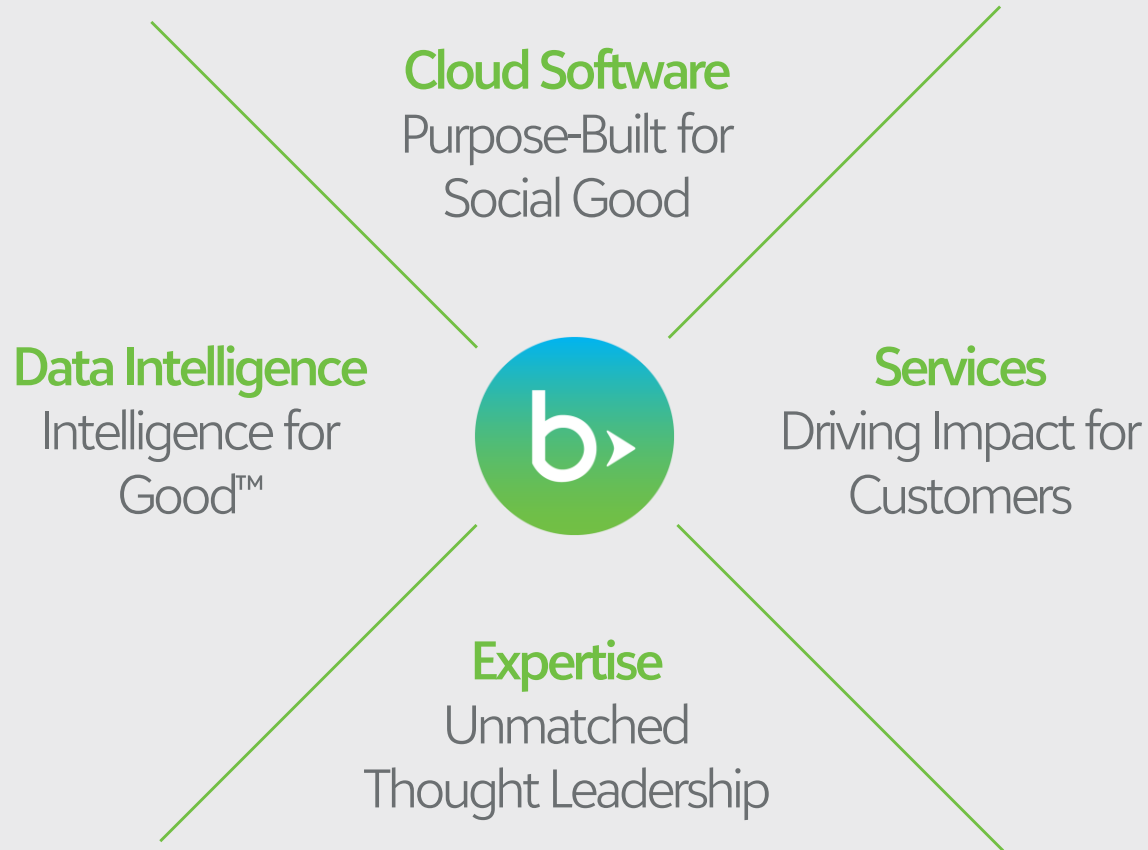 Cloud Software
Purpose-Built for
Social Good
Data Intelligence
Intelligence for
Good™
b
Services
Driving Impact for
Customers
Expertise
Unmatched
Thought Leadership